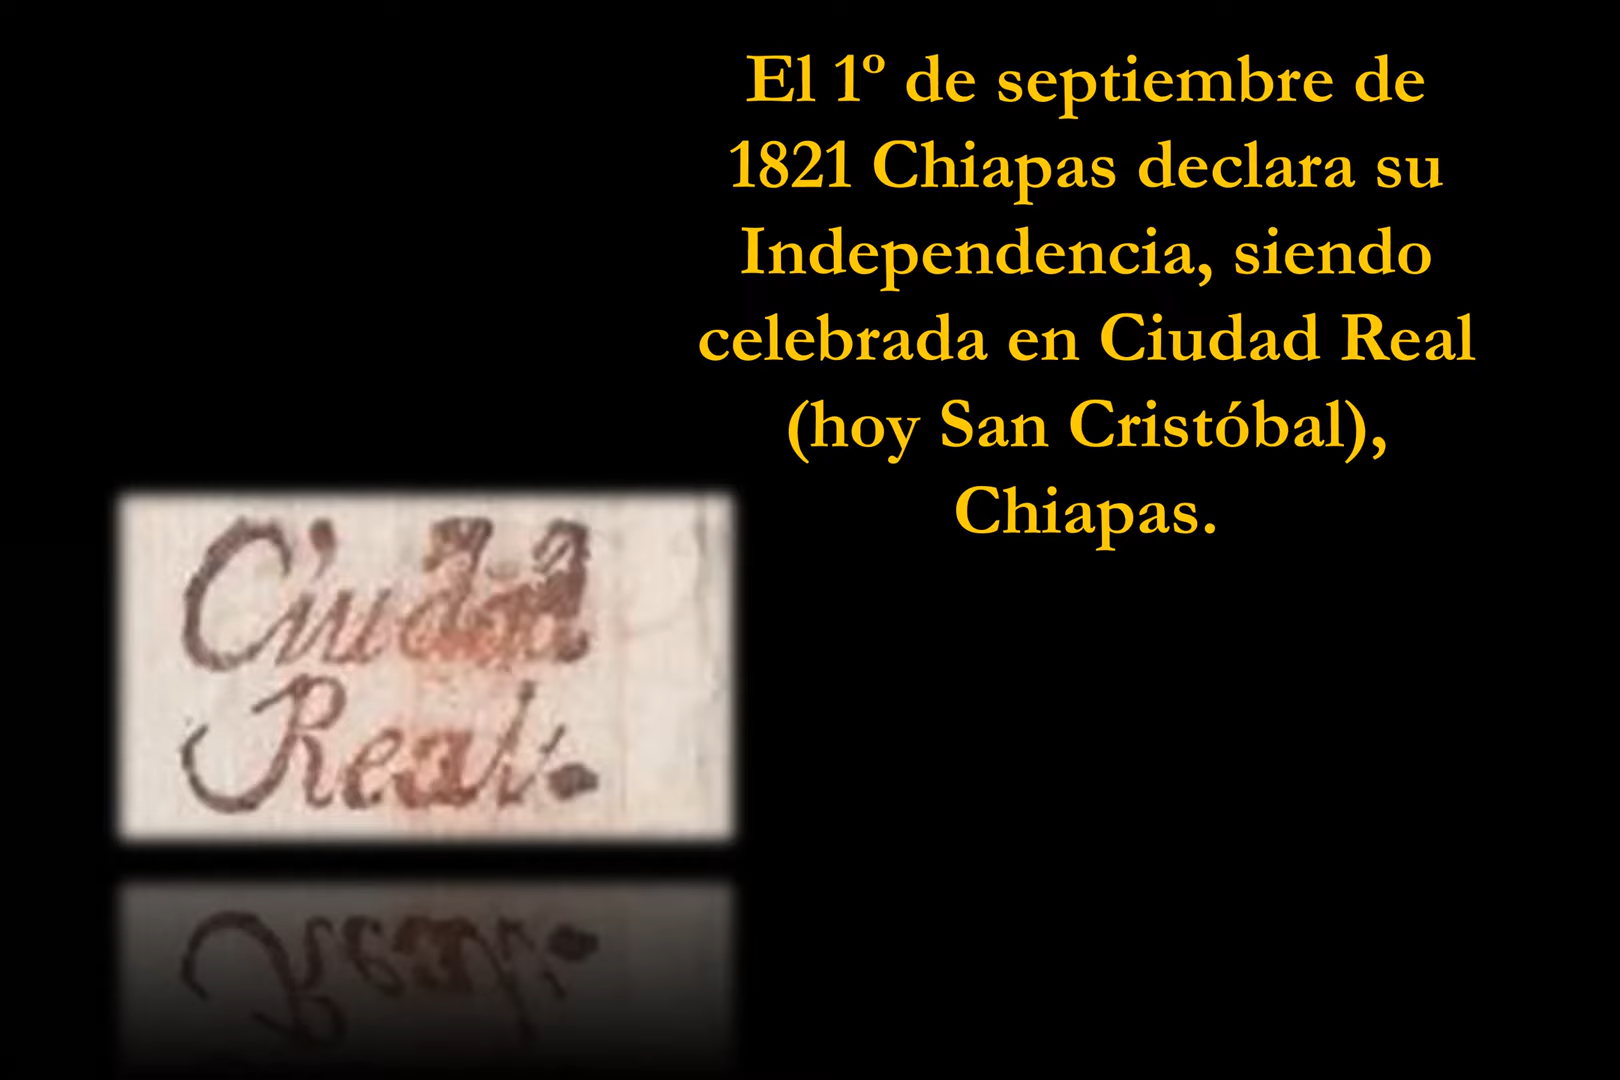 El 1º de septiembre de
1821 Chiapas declara su
Independencia, siendo
celebrada en Ciudad Real
(hoy San Cristóbal),
Chiapas.
Ciudad
Real.